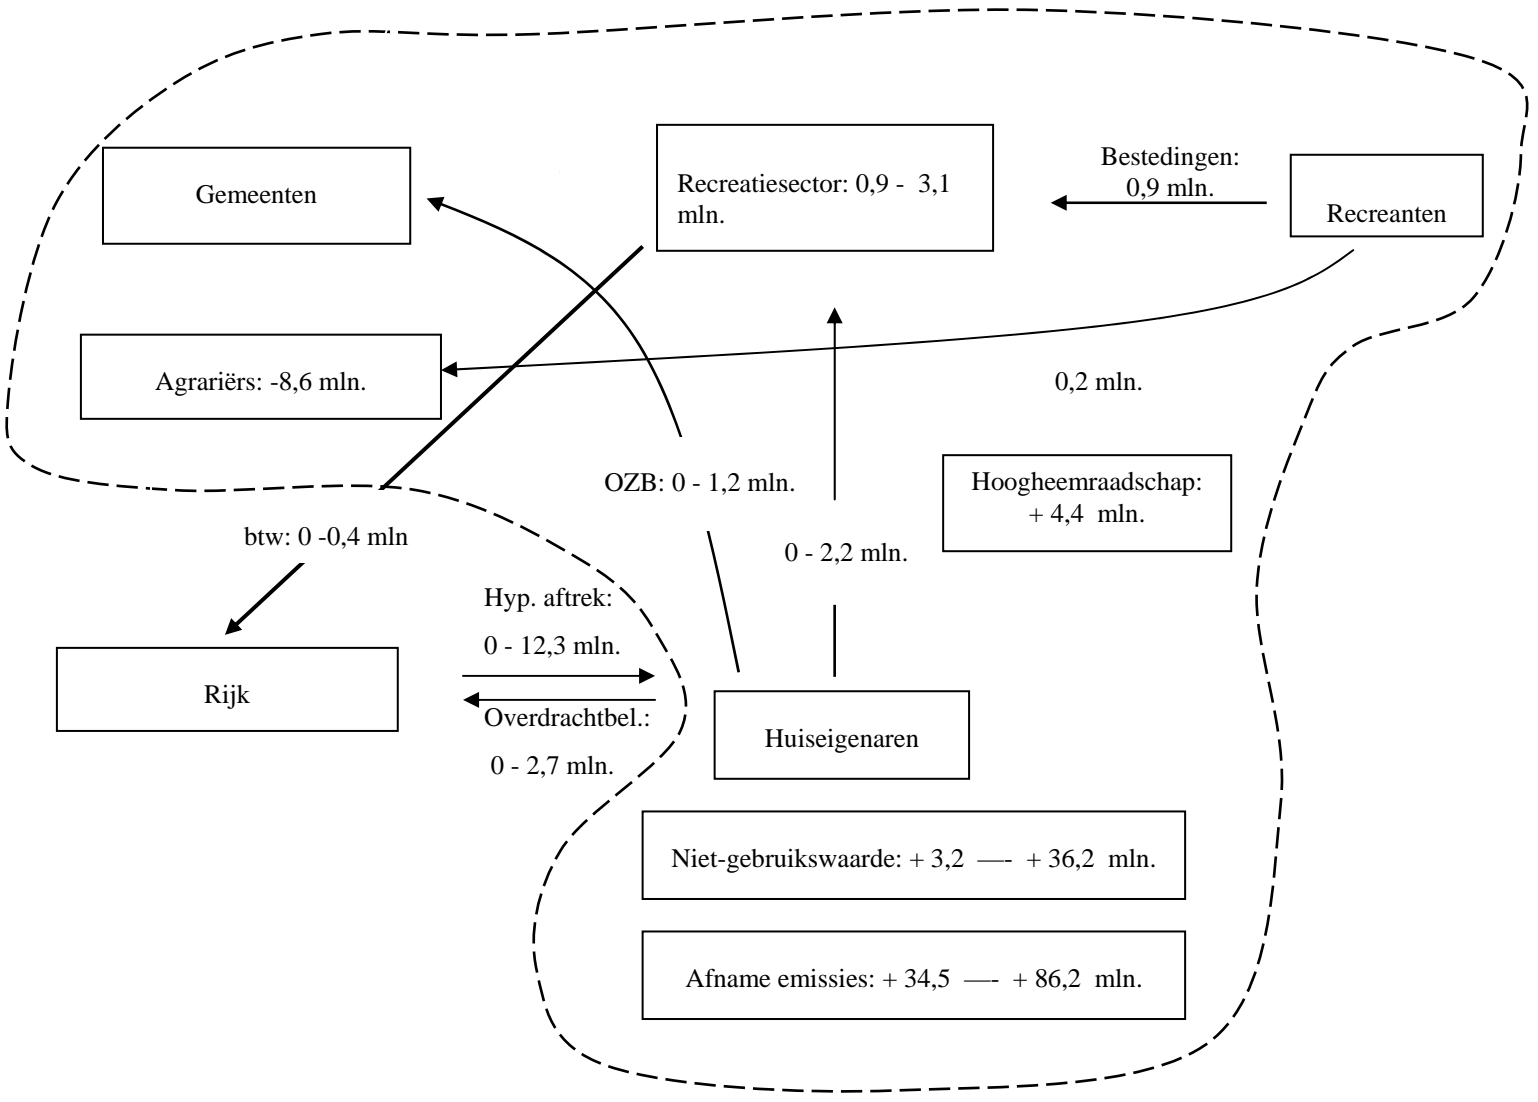 Gemeenten
Recreatiesector: 0,9 - 3,1
mln.
Bestedingen:
0,9 mln.
Recreanten
Agrariërs: -8,6 mln.
0,2 mln.
OZB: 0 - 1,2 mln.
Hoogheemraadschap:
+ 4,4 mln.
btw: 0 -0,4 mln
0 - 2,2 mln.
Hyp. aftrek:
0 - 12,3 mln.
Rijk
Overdrachtbel.:
0 - 2,7 mln.
Huiseigenaren
Niet-gebruikswaarde: + 3,2 —- + 36,2 mln.
Afname emissies: + 34,5 —- + 86,2 mln.